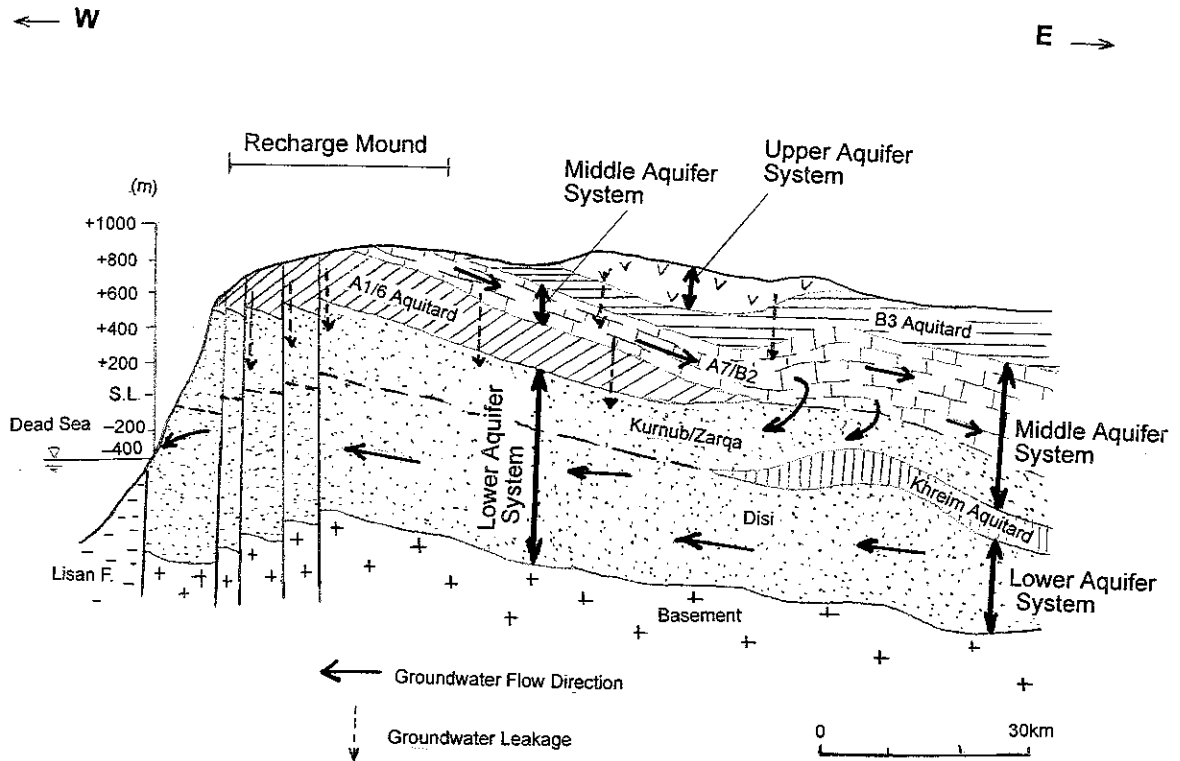 W
E
Recharge Mound
Upper Aquifer
System
Middle Aquifer
System
(m)
+1000
+800
+600
+400
+200
S.L
–200
–400
Dead Sea
A1/6 Aquitard
B3 Aquitard
A7/B2
Kurnub/Zarqa
Lower Aquifer
System
Middle Aquifer
System
Khreim Aquitard
Disi
Lower Aquifer
System
Lisan F.
Basement
Groundwater Flow Direction
Groundwater Leakage
0 30km